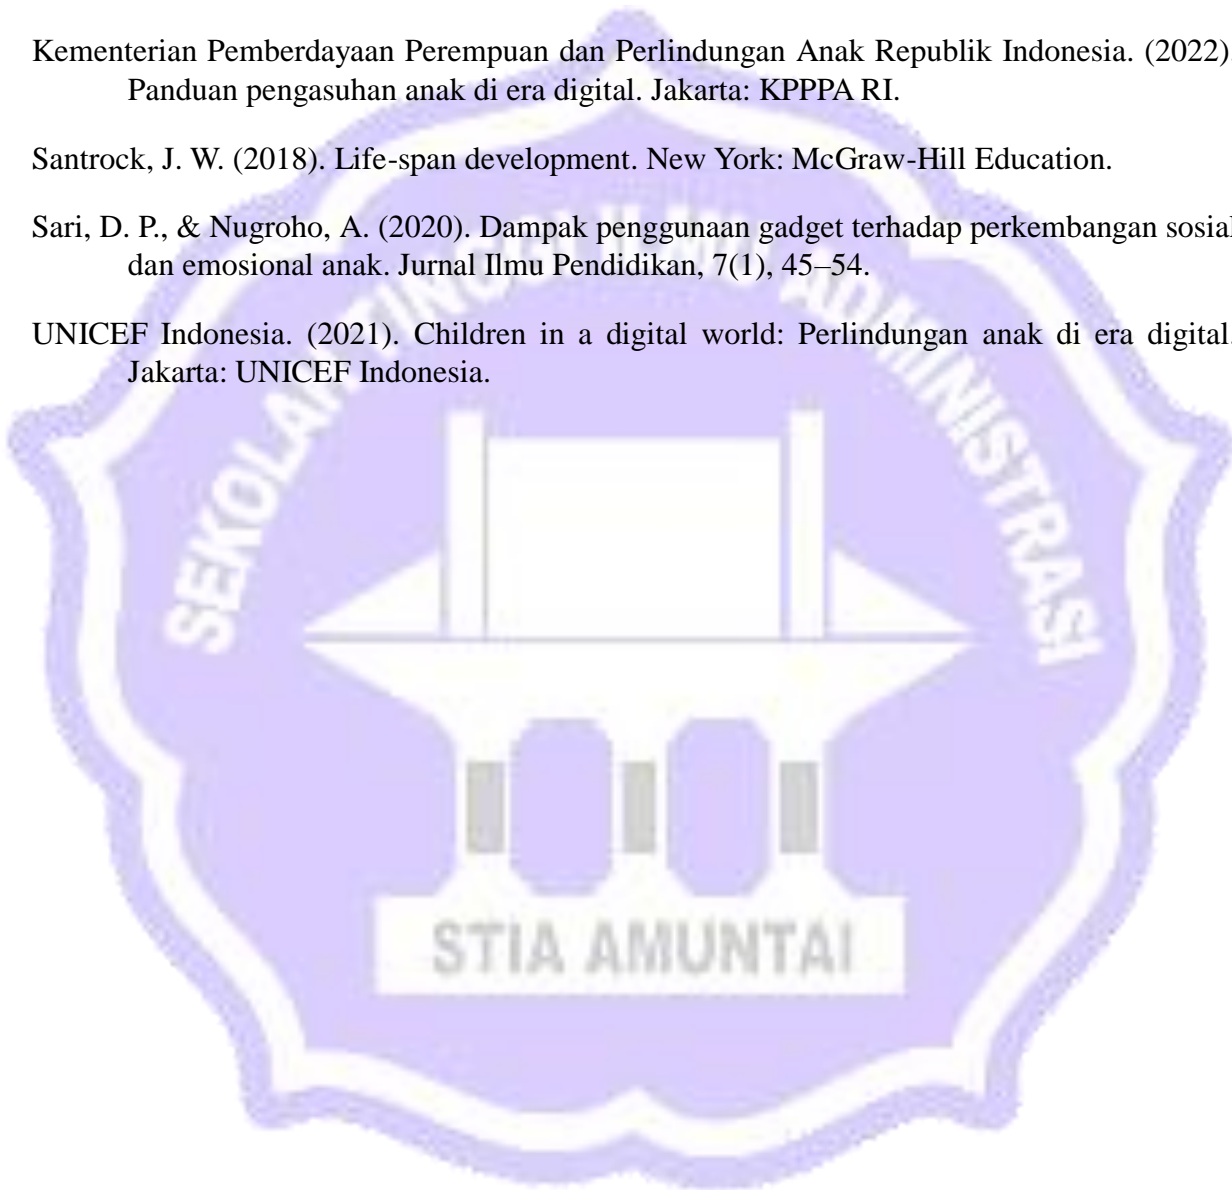 Kementerian Pemberdayaan Perempuan dan Perlindungan Anak Republik Indonesia. (2022).
Panduan pengasuhan anak di era digital. Jakarta: KPPPA RI.
Santrock, J. W. (2018). Life-span development. New York: McGraw-Hill Education.
Sari, D. P., & Nugroho, A. (2020). Dampak penggunaan gadget terhadap perkembangan sosial
dan emosional anak. Jurnal Ilmu Pendidikan, 7(1), 45–54.
UNICEF Indonesia. (2021). Children in a digital world: Perlindungan anak di era digital.
Jakarta: UNICEF Indonesia.
SEKOLAH TINGGI ILMU ADMINISTRASI
STIA AMUNTAI